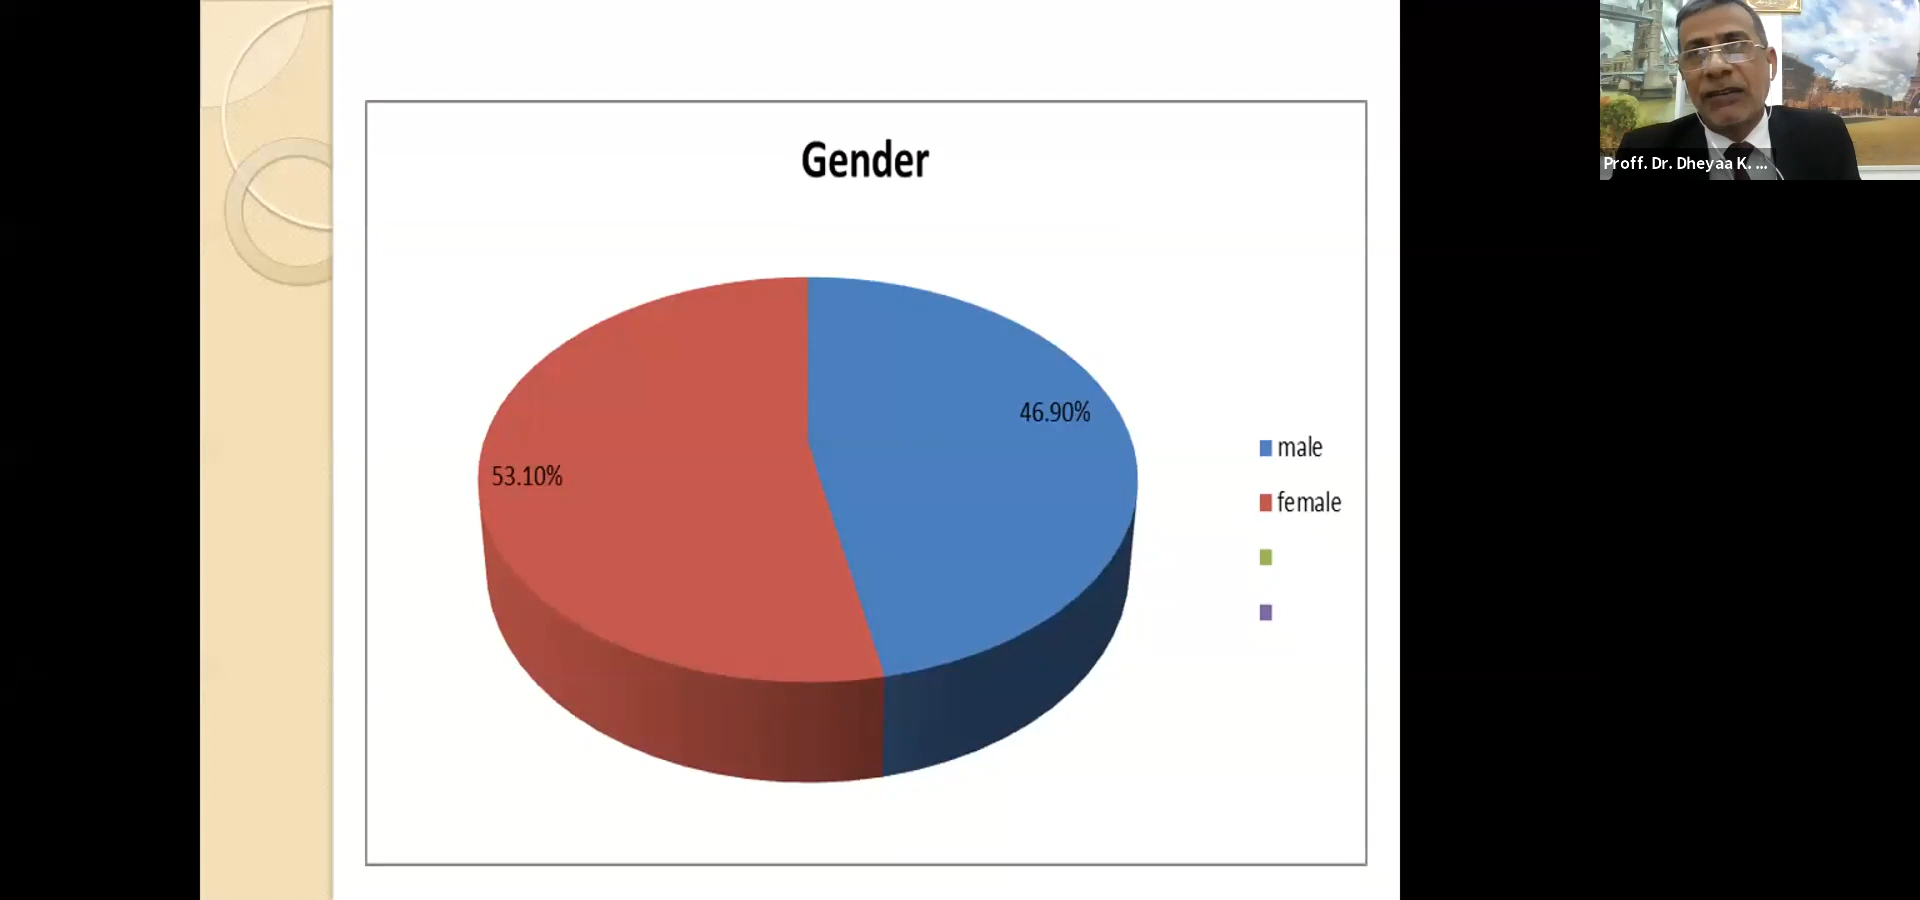 Gender
46.90%
53.10%
male
female
Proff. Dr. Dheyaa K. ...